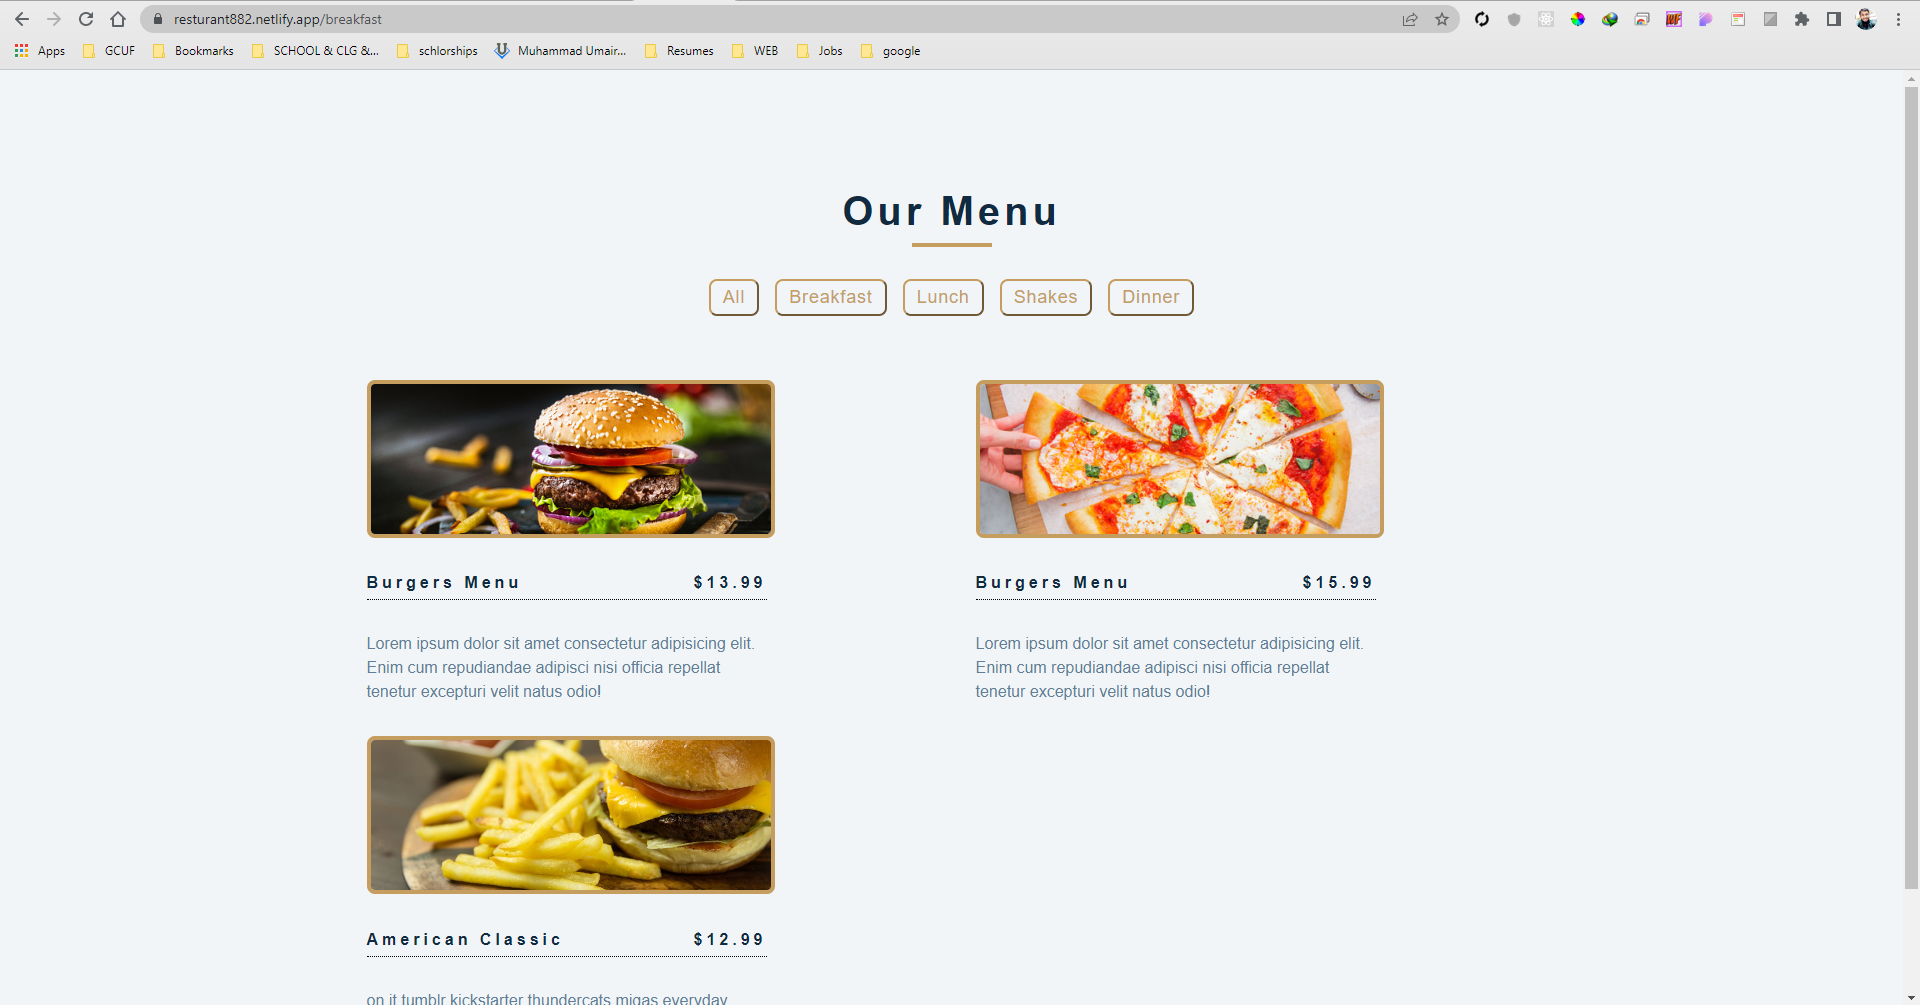 resturant882.netlify.app/breakfast
Apps GCUF Bookmarks SCHOOL & CLG &... schlorships Muhammad Umair... Resumes WEB Jobs google
Our Menu
All Breakfast Lunch Shakes Dinner
Burgers Menu $13.99
Lorem ipsum dolor sit amet consectetur adipisicing elit.
Enim cum repudiandae adipisci nisi officia repellat
tenetur excepturi velit natus odio!
Burgers Menu $15.99
Lorem ipsum dolor sit amet consectetur adipisicing elit.
Enim cum repudiandae adipisci nisi officia repellat
tenetur excepturi velit natus odio!
American Classic $12.99
on it tumblr kickstarter thundercats migas everyday